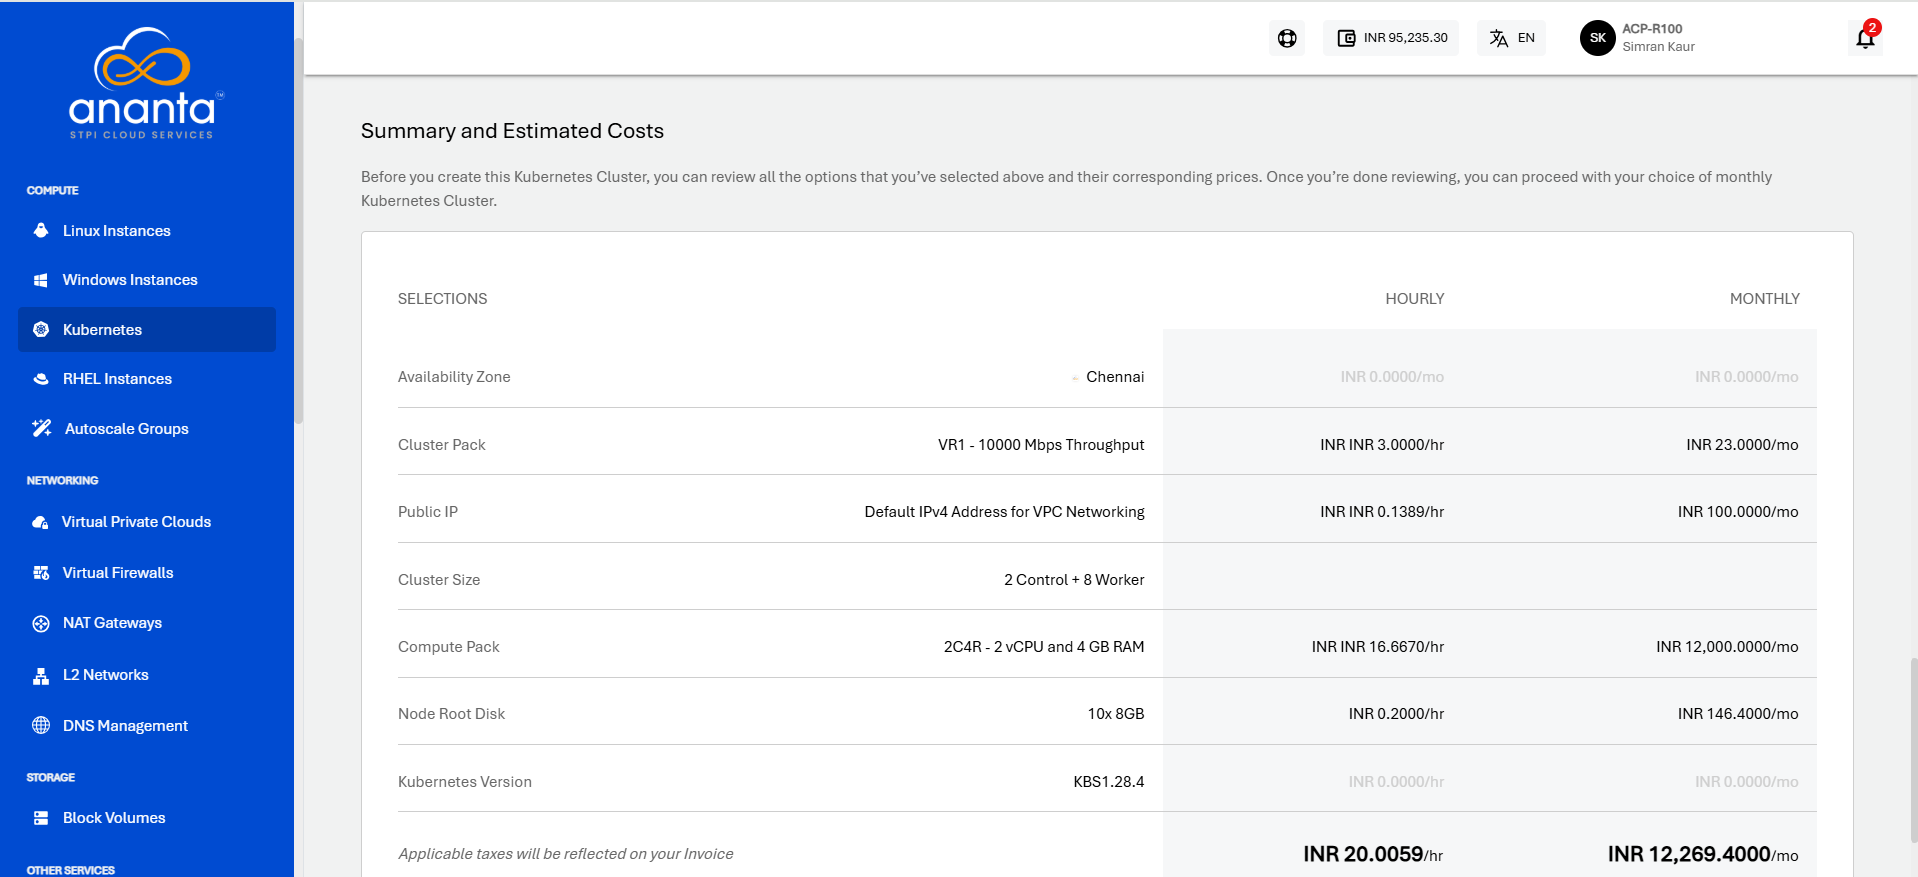 ananta™
STPI CLOUD SERVICES
COMPUTE
Linux Instances
Windows Instances
Kubernetes
RHEL Instances
Autoscale Groups
NETWORKING
Virtual Private Clouds
Virtual Firewalls
NAT Gateways
L2 Networks
DNS Management
STORAGE
Block Volumes
OTHER SERVICES
INR 95,235.30
EN
SK
ACP-R100
Simran Kaur
2
Summary and Estimated Costs
Before you create this Kubernetes Cluster, you can review all the options that you've selected above and their corresponding prices. Once you're done reviewing, you can proceed with your choice of monthly
Kubernetes Cluster.
SELECTIONS HOURLY MONTHLY
Availability Zone Chennai INR 0.0000/mo INR 0.0000/mo
Cluster Pack VR1 - 10000 Mbps Throughput INR INR 3.0000/hr INR 23.0000/mo
Public IP Default IPv4 Address for VPC Networking INR INR 0.1389/hr INR 100.0000/mo
Cluster Size 2 Control + 8 Worker
Compute Pack 2C4R - 2 vCPU and 4 GB RAM INR INR 16.6670/hr INR 12,000.0000/mo
Node Root Disk 10x 8GB INR 0.2000/hr INR 146.4000/mo
Kubernetes Version KBS1.28.4 INR 0.0000/hr INR 0.0000/mo
Applicable taxes will be reflected on your Invoice INR 20.0059/hr INR 12,269.4000/mo